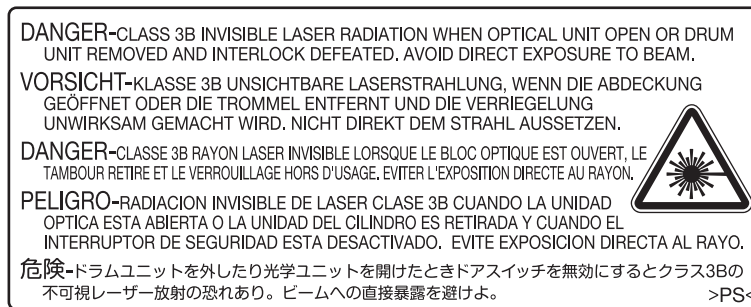 DANGER-CLASS 3B INVISIBLE LASER RADIATION WHEN OPTICAL UNIT OPEN OR DRUM
UNIT REMOVED AND INTERLOCK DEFEATED. AVOID DIRECT EXPOSURE TO BEAM.
VORSICHT-KLASSE 3B UNSICHTBARE LASERSTRAHLUNG, WENN DIE ABDECKUNG
GEÖFFNET ODER DIE TROMMEL ENTFERNT UND DIE VERRIEGELUNG
UNWIRKSAM GEMACHT WIRD. NICHT DIREKT DEM STRAHL AUSSETZEN.
DANGER-CLASSE 3B RAYON LASER INVISIBLE LORSQUE LE BLOC OPTIQUE EST OUVERT, LE
TAMBOUR RETIRE ET LE VERROUILLAGE HORS D'USAGE. EVITER L'EXPOSITION DIRECTE AU RAYON.
PELIGRO-RADIACION INVISIBLE DE LASER CLASE 3B CUANDO LA UNIDAD
OPTICA ESTA ABIERTA O LA UNIDAD DEL CILINDRO ES RETIRADA Y CUANDO EL
INTERRUPTOR DE SEGURIDAD ESTA DESACTIVADO. EVITE EXPOSICION DIRECTA AL RAYO.
危険-ドラムユニットを外したり光学ユニットを開けたときドアスイッチを無効にするとクラス3Bの
不可視レーザー放射の恐れあり。ビームへの直接暴露を避けよ。 >PS<